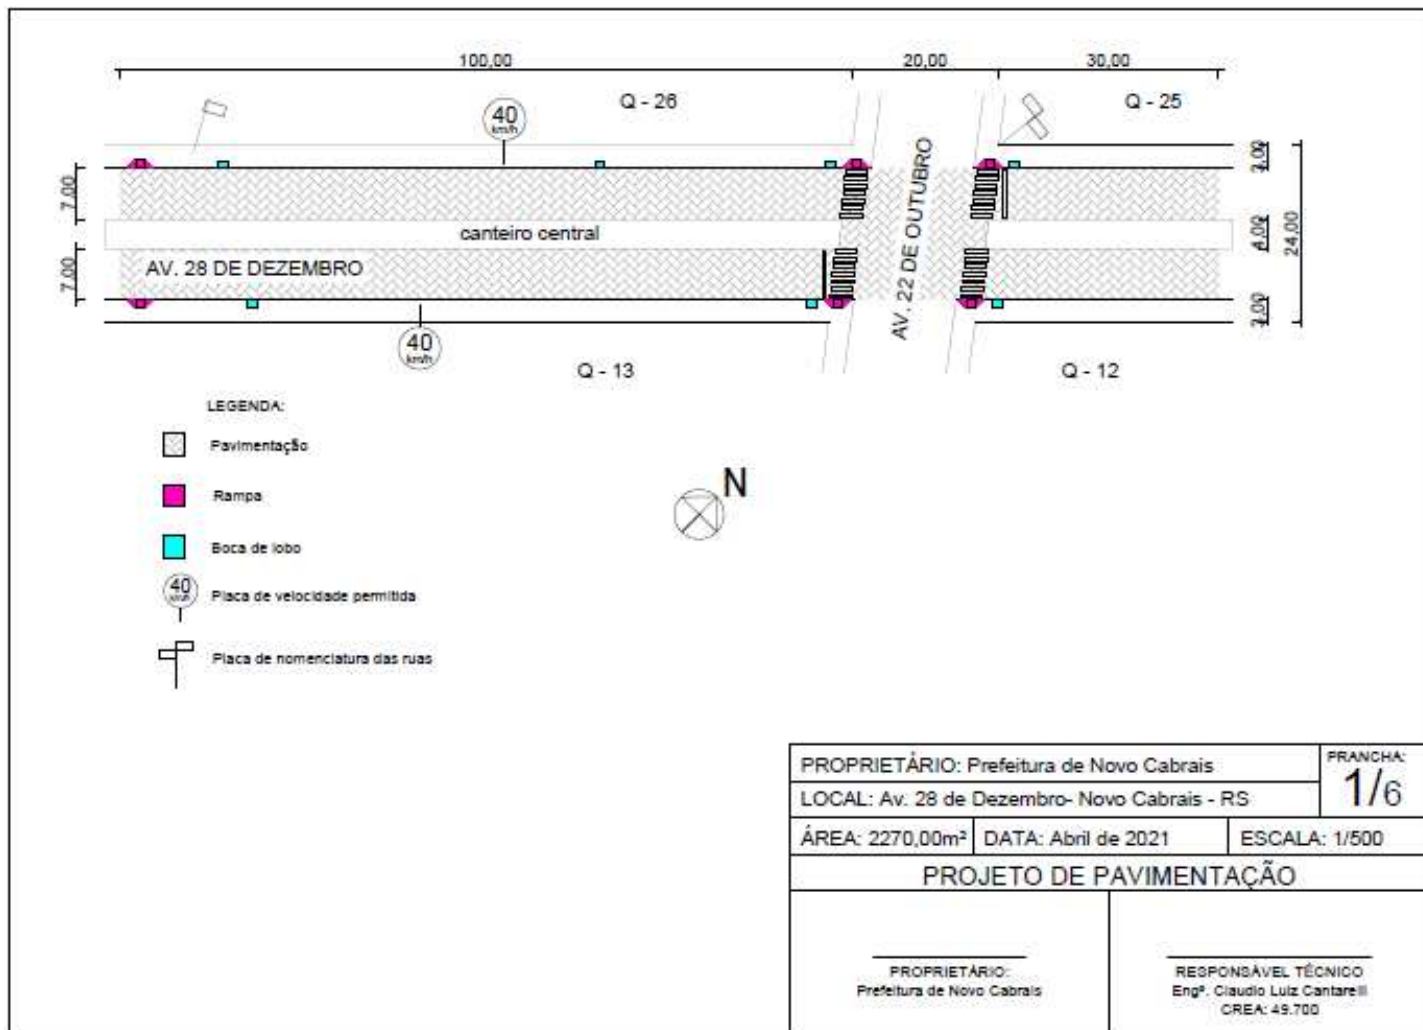 100,00
20,00
30,00
Q - 26
Q - 25
40
km/h
7,00
7,00
canteiro central
AV. 28 DE DEZEMBRO
AV. 22 DE OUTUBRO
3,00
4,00
3,00
24,00
40
km/h
Q - 13
Q - 12
LEGENDA:
Pavimentação
Rampa
Boca de lobo
40
km/h
Placa de velocidade permitida
Placa de nomenclatura das ruas
N
PROPRIETÁRIO: Prefeitura de Novo Cabrais
PRANCHA:
1/6
LOCAL: Av. 28 de Dezembro- Novo Cabrais - RS
ÁREA: 2270,00m² DATA: Abril de 2021 ESCALA: 1/500
PROJETO DE PAVIMENTAÇÃO
PROPRIETÁRIO:
Prefeitura de Novo Cabrais
RESPONSÁVEL TÉCNICO
Engº. Claudio Luiz Cantarelli
CREA: 49.700